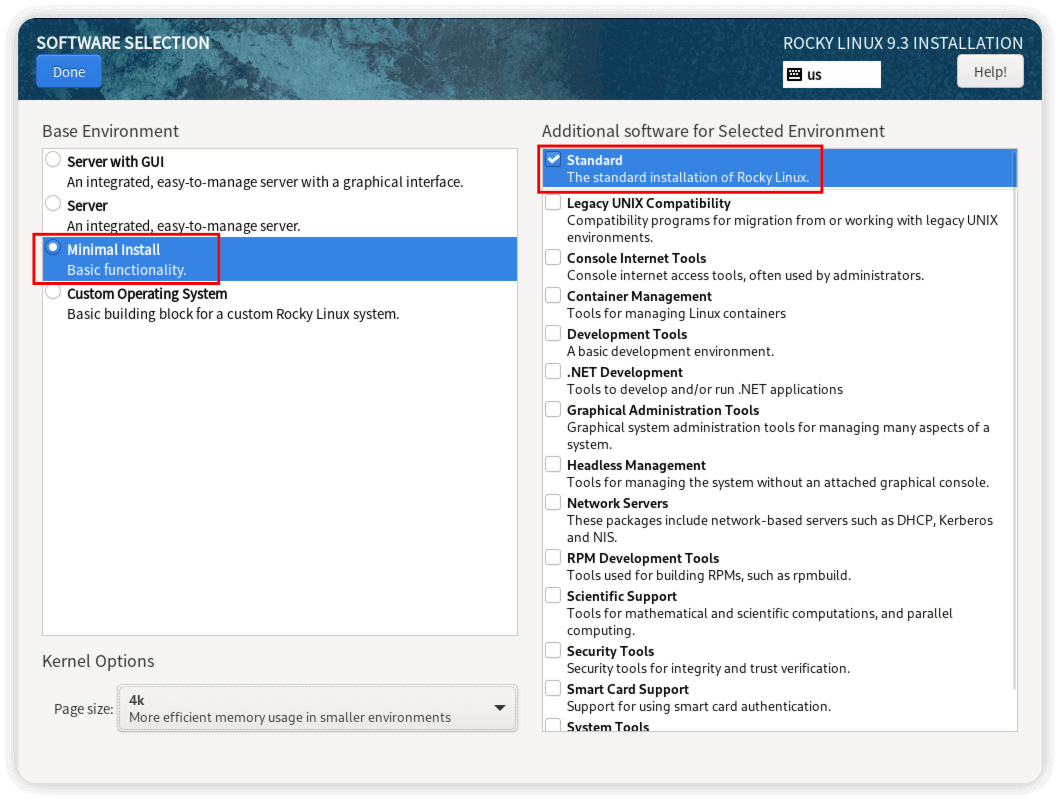 SOFTWARE SELECTION
Done
ROCKY LINUX 9.3 INSTALLATION
us
Help!
Base Environment
Server with GUI
An integrated, easy-to-manage server with a graphical interface.
Server
An integrated, easy-to-manage server.
Minimal Install
Basic functionality.
Custom Operating System
Basic building block for a custom Rocky Linux system.
Kernel Options
Page size:
4k
More efficient memory usage in smaller environments
Additional software for Selected Environment
Standard
The standard installation of Rocky Linux.
Legacy UNIX Compatibility
Compatibility programs for migration from or working with legacy UNIX
environments.
Console Internet Tools
Console internet access tools, often used by administrators.
Container Management
Tools for managing Linux containers
Development Tools
A basic development environment.
.NET Development
Tools to develop and/or run .NET applications
Graphical Administration Tools
Graphical system administration tools for managing many aspects of a
system.
Headless Management
Tools for managing the system without an attached graphical console.
Network Servers
These packages include network-based servers such as DHCP, Kerberos
and NIS.
RPM Development Tools
Tools used for building RPMs, such as rpmbuild.
Scientific Support
Tools for mathematical and scientific computations, and parallel
computing.
Security Tools
Security tools for integrity and trust verification.
Smart Card Support
Support for using smart card authentication.
System Tools